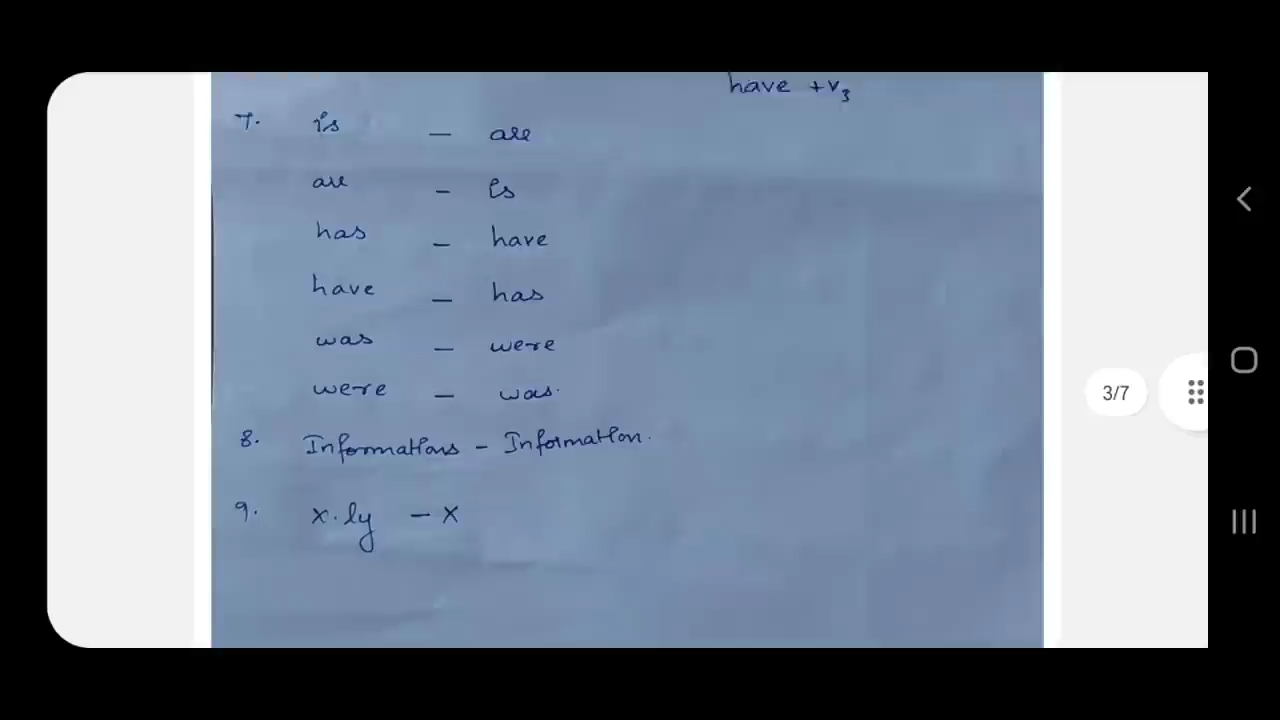 have +v3
7. is – are
are – is
has – have
have – has
was – were
were – was.
8. Informations – Information.
9. x.ly – x
3/7